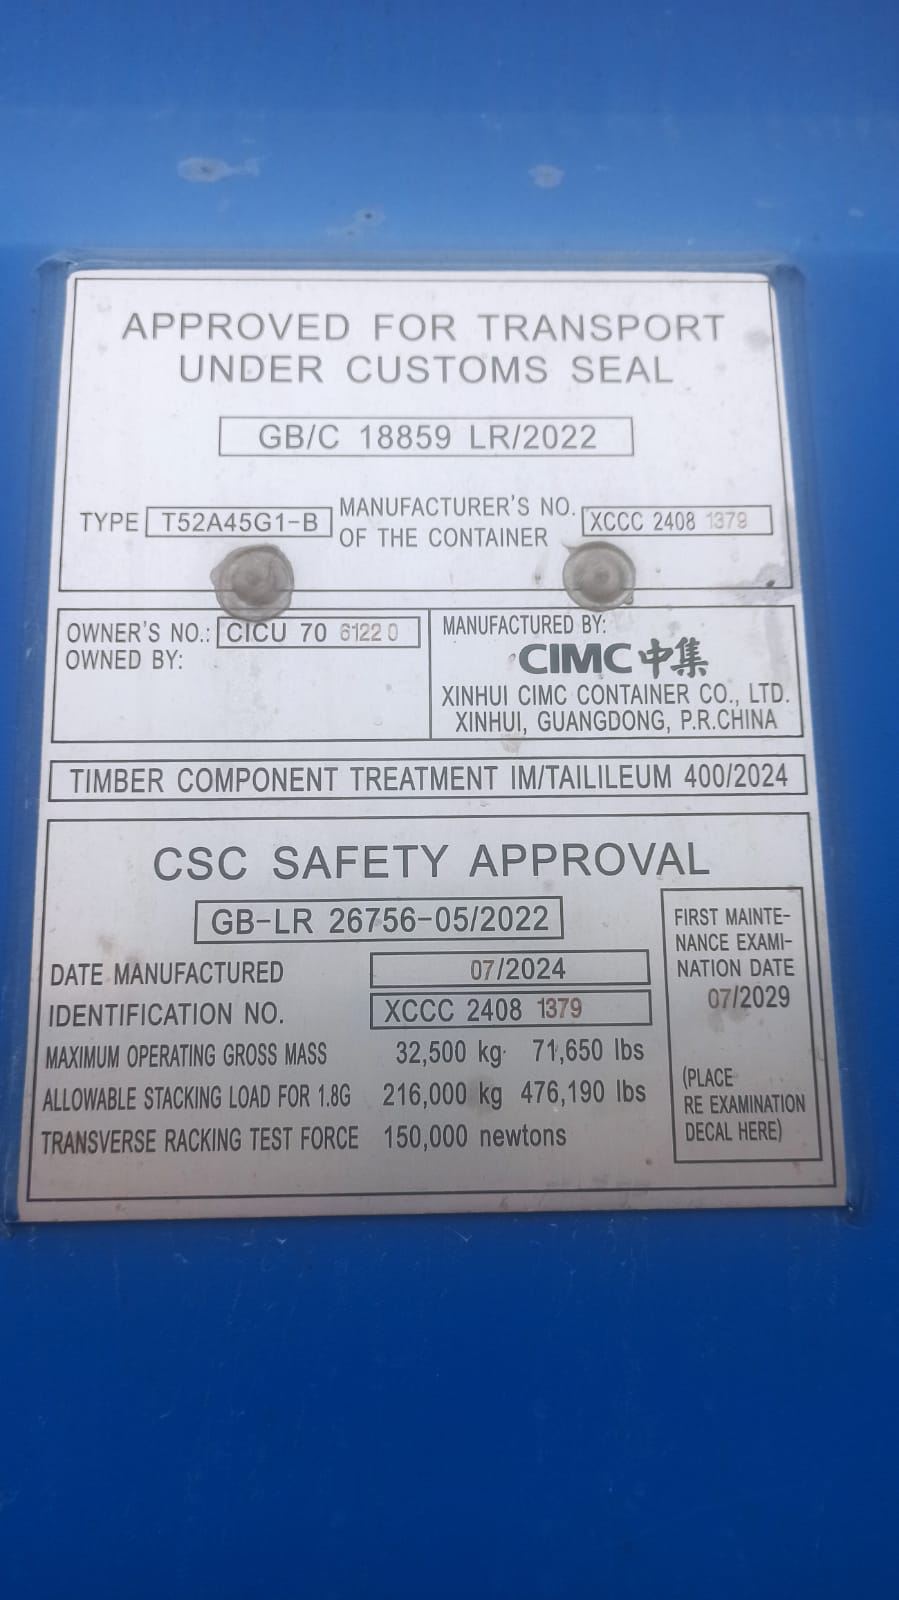 APPROVED FOR TRANSPORT
UNDER CUSTOMS SEAL
GB/C 18859 LR/2022
TYPE T52A45G1-B MANUFACTURER'S NO. OF THE CONTAINER XCCC 2408 1379
OWNER'S NO.: CICU 70 6122 0
OWNED BY:
MANUFACTURED BY:
CIMC 中集
XINHUI CIMC CONTAINER CO., LTD.
XINHUI, GUANGDONG, P.R.CHINA
TIMBER COMPONENT TREATMENT IM/TAILILEUM 400/2024
CSC SAFETY APPROVAL
GB-LR 26756-05/2022
DATE MANUFACTURED 07/2024
IDENTIFICATION NO. XCCC 2408 1379
MAXIMUM OPERATING GROSS MASS 32,500 kg 71,650 lbs
ALLOWABLE STACKING LOAD FOR 1.8G 216,000 kg 476,190 lbs
TRANSVERSE RACKING TEST FORCE 150,000 newtons
FIRST MAINTE-
NANCE EXAMI-
NATION DATE
07/2029
(PLACE
RE EXAMINATION
DECAL HERE)